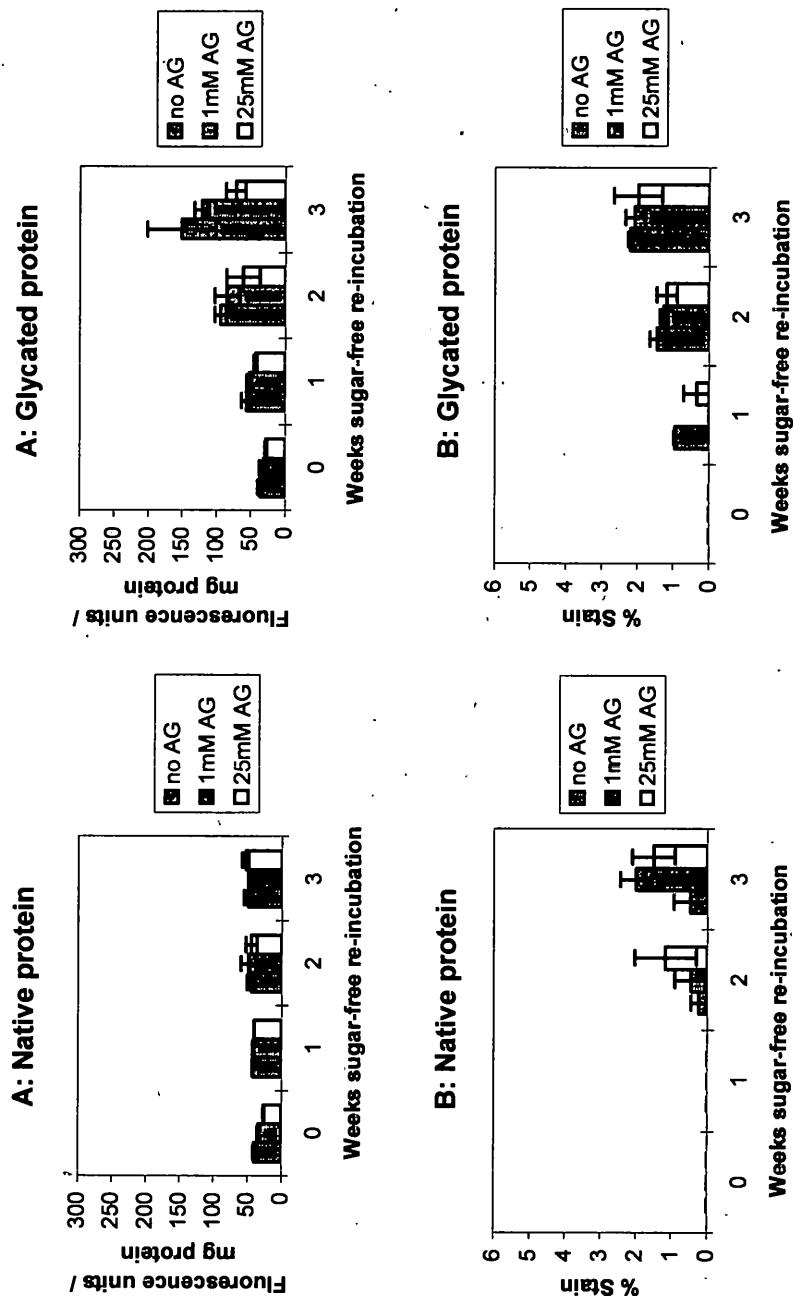 A: Native protein
Fluorescence units /
mg protein
300
250
200
150
100
50
0
0 1 2 3
Weeks sugar-free re-incubation
no AG
1mM AG
25mM AG
A: Glycated protein
Fluorescence units /
mg protein
300
250
200
150
100
50
0
0 1 2 3
Weeks sugar-free re-incubation
no AG
1mM AG
25mM AG
B: Native protein
% Stain
6
5
4
3
2
1
0
0 1 2 3
Weeks sugar-free re-incubation
no AG
1mM AG
25mM AG
B: Glycated protein
% Stain
6
5
4
3
2
1
0
0 1 2 3
Weeks sugar-free re-incubation
no AG
1mM AG
25mM AG